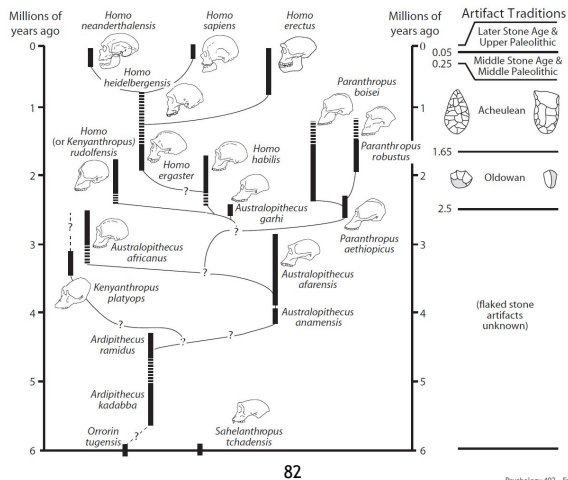 Millions of
years ago
Homo
neanderthalensis
Homo
sapiens
Homo
erectus
Millions of
years ago
Artifact Traditions
0
0
Later Stone Age &
Upper Paleolithic
0.05
0.25
Middle Stone Age &
Middle Paleolithic
Homo
heidelbergensis
Paranthropus
boisei
1
1
Acheulean
Homo
(or Kenyanthropus)
rudolfensis
Homo
ergaster
Homo
habilis
Paranthropus
robustus
1.65
2
2
Oldowan
?
Australopithecus
garhi
2.5
?
?
Paranthropus
aethiopicus
3
3
Australopithecus
africanus
?
Australopithecus
afarensis
Kenyanthropus
platyops
4
4
Australopithecus
anamensis
(flaked stone
artifacts
unknown)
?
?
?
Ardipithecus
ramidus
5
5
Ardipithecus
kadabba
Orrorin
tugensis
?
Sahelanthropus
tchadensis
6
6
82